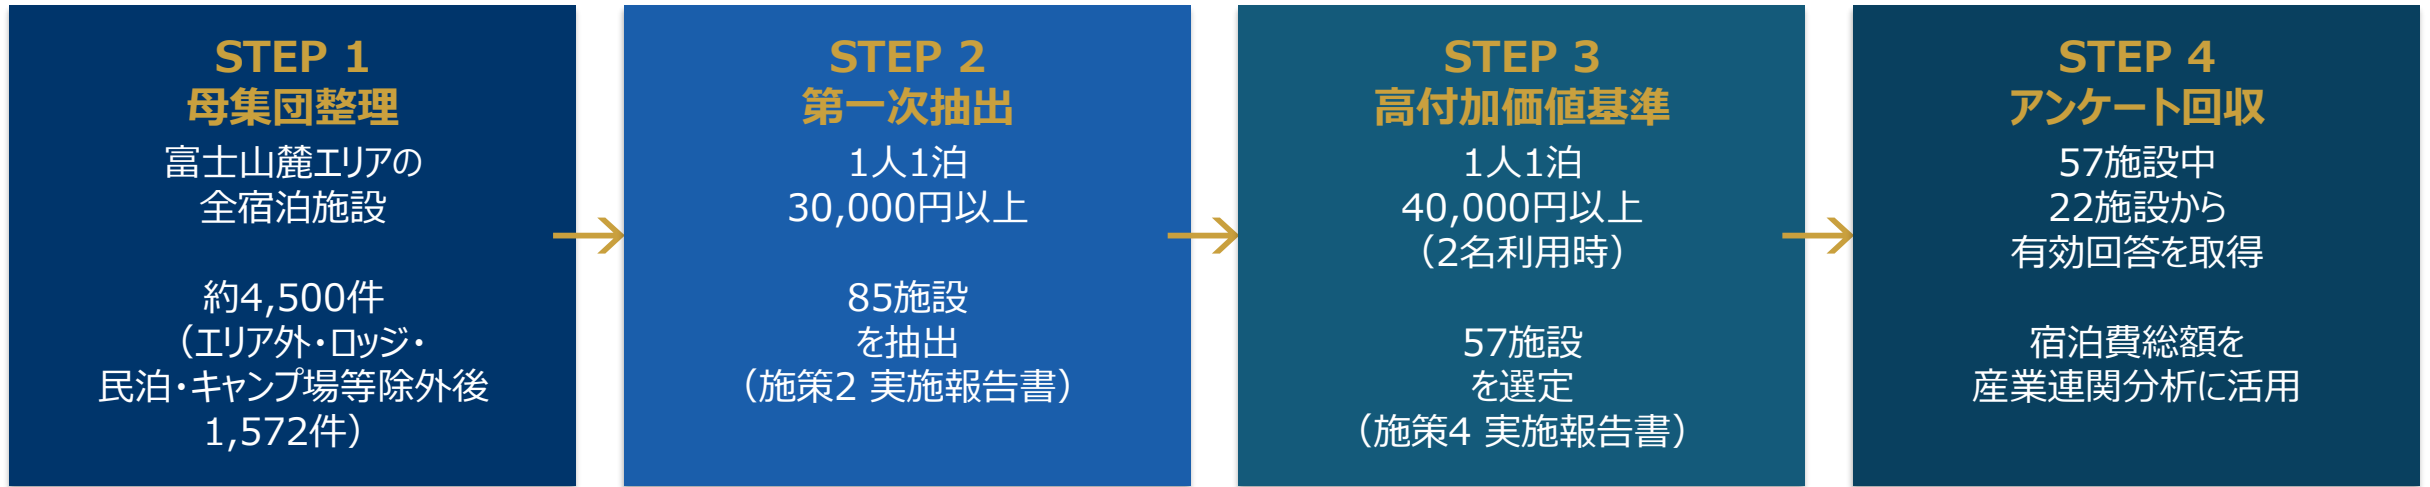 STEP 1
母集団整理
富士山麓エリアの
全宿泊施設
約4,500件
（エリア外・ロッジ・
民泊・キャンプ場等除外後
1,572件）
STEP 2
第一次抽出
1人1泊
30,000円以上
85施設
を抽出
（施策2 実施報告書）
STEP 3
高付加価値基準
1人1泊
40,000円以上
（2名利用時）
57施設
を選定
（施策4 実施報告書）
STEP 4
アンケート回収
57施設中
22施設から
有効回答を取得
宿泊費総額を
産業連関分析に活用